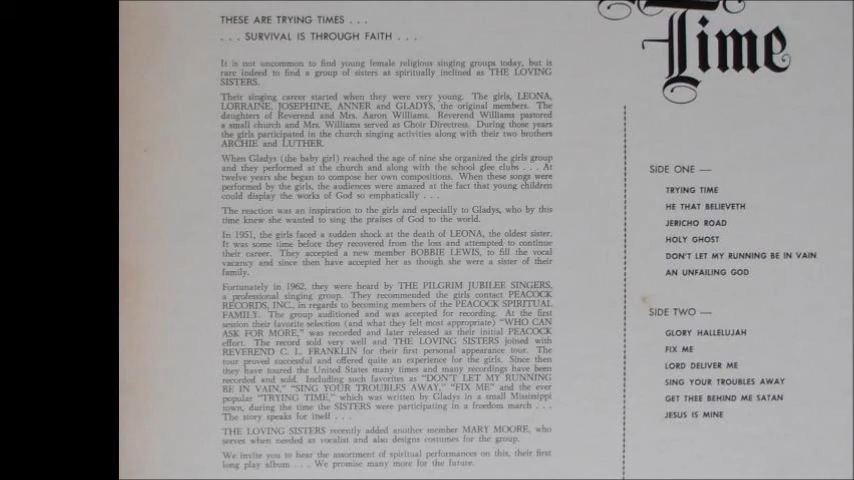 THESE ARE TRYING TIMES . . .
. . . SURVIVAL IS THROUGH FAITH . . .
It is not uncommon to find young female religious singing groups today, but is
rare indeed to find a group of sisters at spiritually inclined as THE LOVING
SISTERS.
Their singing career started when they were very young. The girls, LEONA,
LORRAINE, JOSEPHINE, ANNER and GLADYS, the original members. The
daughters of Reverend and Mrs. Aaron Williams. Reverend Williams pastored
a small church and Mrs. Williams served as Choir Directress. During those years
the girls participated in the church singing activities along with their two brothers
ARCHIE and LUTHER.
When Gladys (the baby girl) reached the age of nine she organized the girls group
and they performed at the church and along with the school glee clubs . . . At
twelve years she began to compose her own compositions. When these songs were
performed by the girls, the audiences were amazed at the fact that young children
could display the works of God so emphatically . . .
The reaction was an inspiration to the girls and especially to Gladys, who by this
time knew she wanted to sing the praises of God to the world.
In 1951, the girls faced a sudden shock at the death of LEONA, the oldest sister.
It was some time before they recovered from the loss and attempted to continue
their career. They accepted a new member BOBBIE LEWIS, to fill the vocal
vacancy and since then have accepted her as though she were a sister of their
family.
Fortunately in 1962, they were heard by THE PILGRIM JUBILEE SINGERS,
a professional singing group. They recommended the girls contact PEACOCK
RECORDS, INC., in regards to becoming members of the PEACOCK SPIRITUAL
FAMILY. The group auditioned and was accepted for recording. At the first
session their favorite selection (and what they felt most appropriate) "WHO CAN
ASK FOR MORE," was recorded and later released as their initial PEACOCK
effort. The record sold very well and THE LOVING SISTERS joined with
REVEREND C. L. FRANKLIN for their first personal appearance tour. The
tour proved successful and offered quite an experience for the girls. Since then
they have toured the United States many times and many recordings have been
recorded and sold. Including such favorites as "DON'T LET MY RUNNING
BE IN VAIN," "SING YOUR TROUBLES AWAY," "FIX ME" and the ever
popular "TRYING TIME," which was written by Gladys in a small Mississippi
town, during the time the SISTERS were participating in a freedom march . . .
The story speaks for itself . . .
THE LOVING SISTERS recently added another member MARY MOORE, who
serves when needed as vocalist and also designs costumes for the group.
We invite you to hear the assortment of spiritual performances on this, their first
long play album . . . We promise many more for the future.
Time
SIDE ONE —
TRYING TIME
HE THAT BELIEVETH
JERICHO ROAD
HOLY GHOST
DON'T LET MY RUNNING BE IN VAIN
AN UNFAILING GOD
SIDE TWO —
GLORY HALLELUJAH
FIX ME
LORD DELIVER ME
SING YOUR TROUBLES AWAY
GET THEE BEHIND ME SATAN
JESUS IS MINE